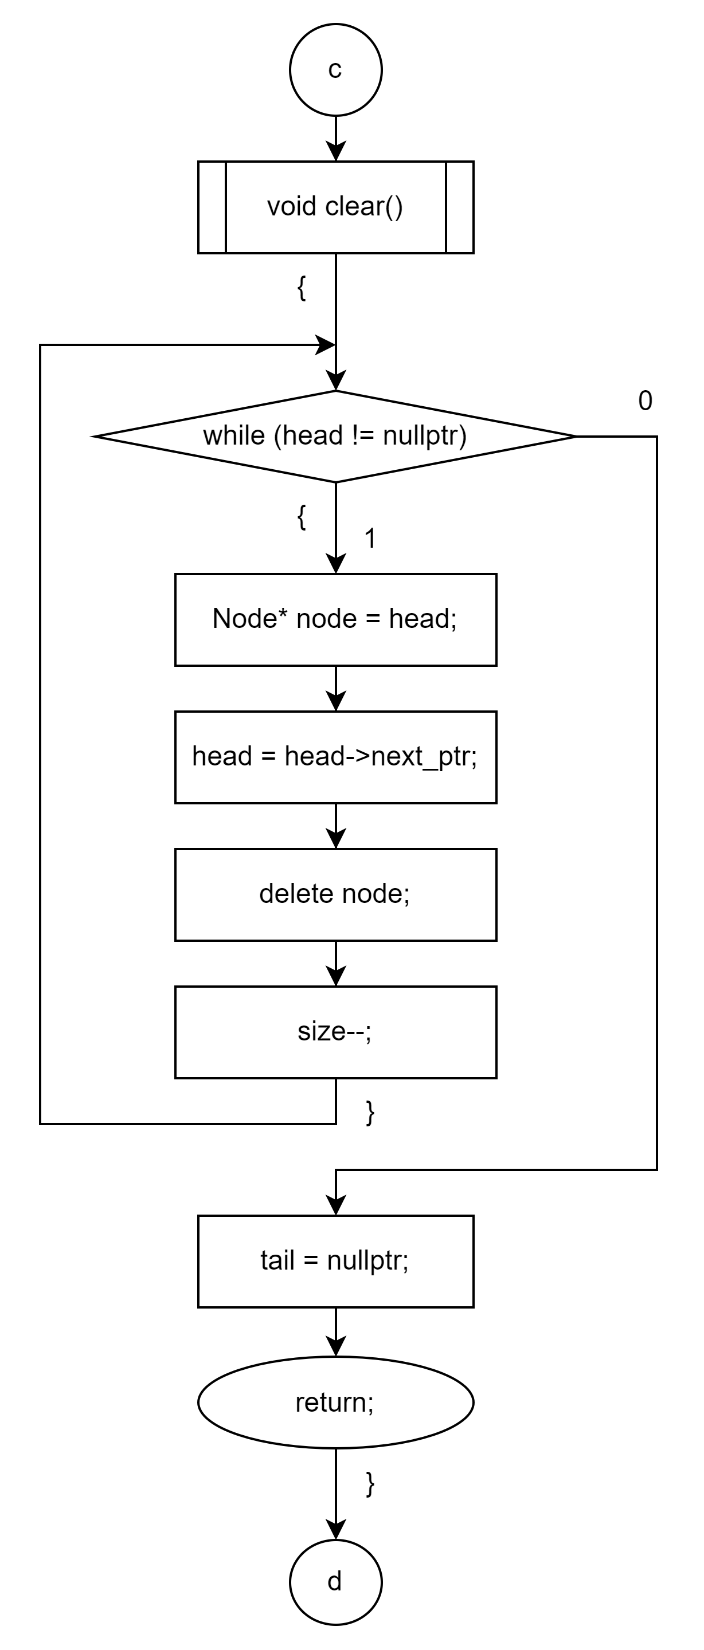 c
void clear()
{
0
while (head != nullptr)
{
1
Node* node = head;
head = head->next_ptr;
delete node;
size--;
}
tail = nullptr;
return;
}
d